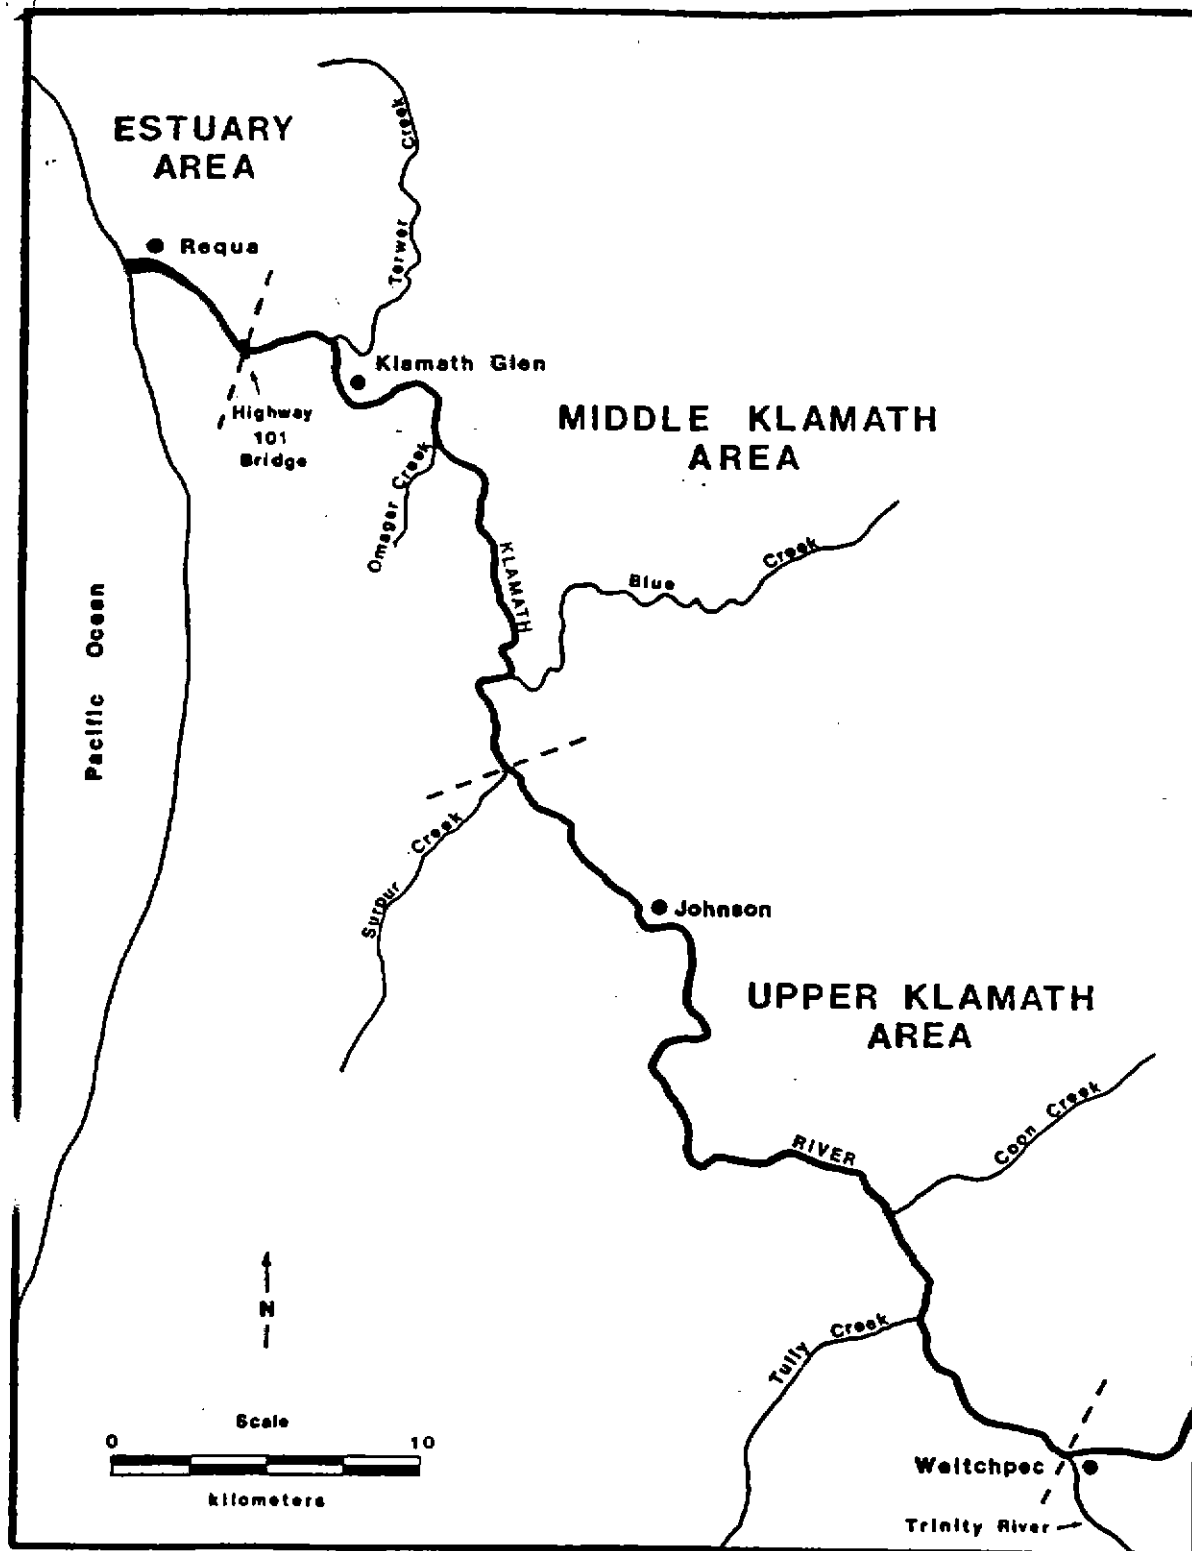 ESTUARY
AREA
Requa
Terwer Creek
Klamath Glen
Highway
101
Bridge
MIDDLE KLAMATH
AREA
Omagar Creek
KLAMATH
Blue Creek
Pacific Ocean
Surpur Creek
Johnson
UPPER KLAMATH
AREA
Coon Creek
RIVER
N
Tully Creek
Scale
0 10
kilometers
Weitchpec
Trinity River